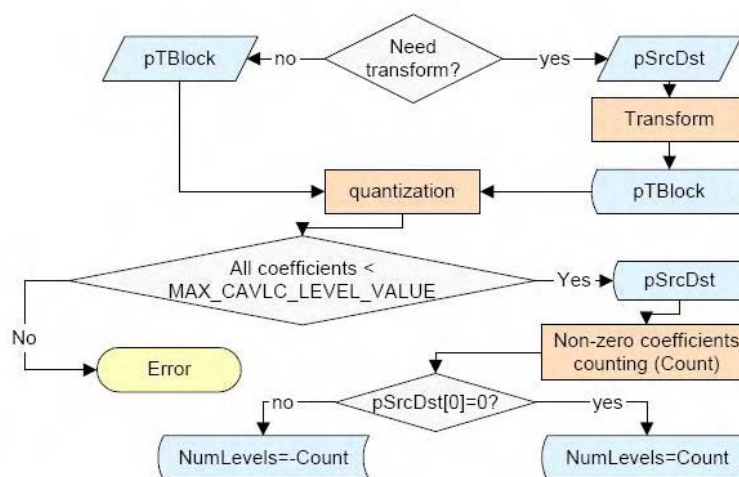 Need
transform?
no
yes
pTBlock
pSrcDst
Transform
pTBlock
quantization
All coefficients <
MAX_CAVLC_LEVEL_VALUE
Yes
pSrcDst
No
Error
Non-zero coefficients
counting (Count)
pSrcDst[0]=0?
no
yes
NumLevels=-Count
NumLevels=Count